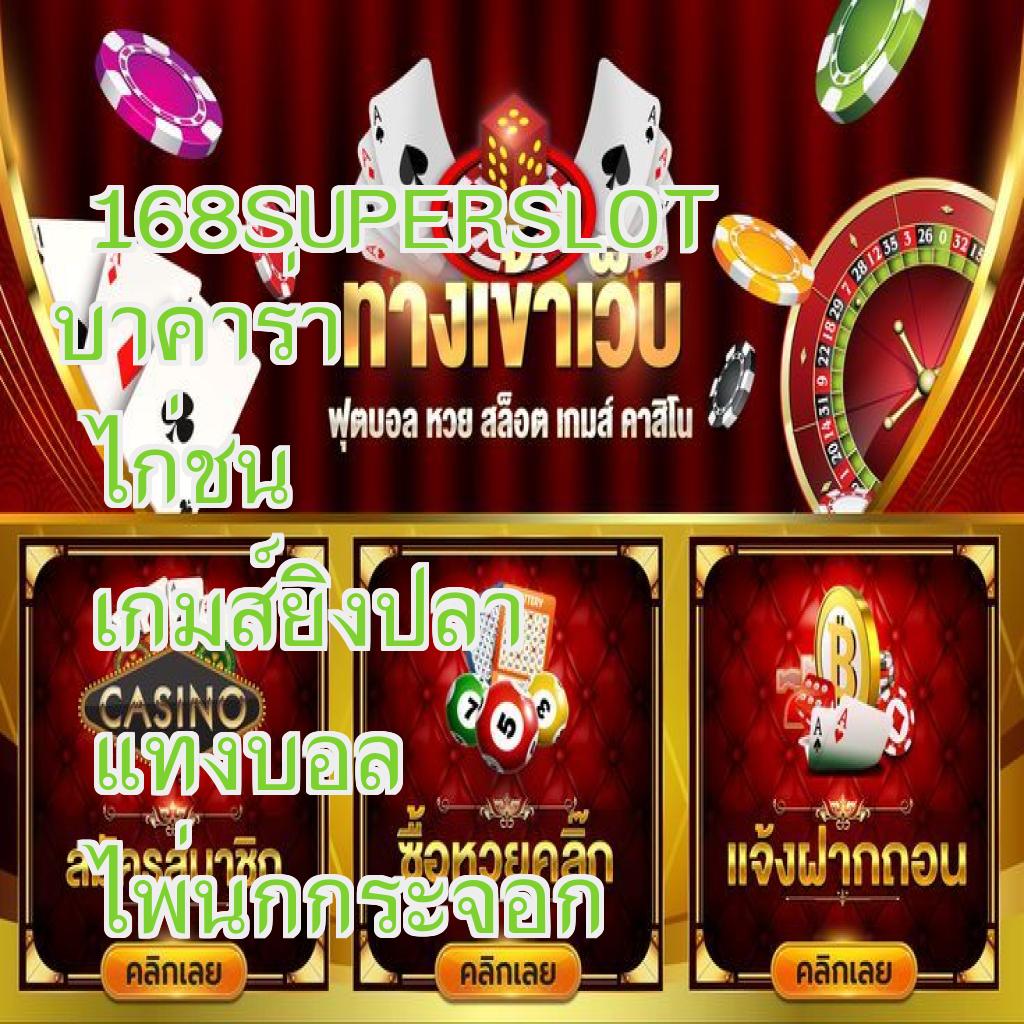 168SUPERSLOT
ทางเข้าเว็บ
บาคาร่า
ฟุตบอล หวย สล็อต เกมส์ คาสิโน
ไก่ชน
เกมส์ยิงปลา
CASINO
แทงบอล
สมัครสมาชิก
ซื้อหวยคลิ๊ก
แจ้งฝากถอน
ไพ่นกกระจอก
คลิกเลย
คลิกเลย
คลิกเลย